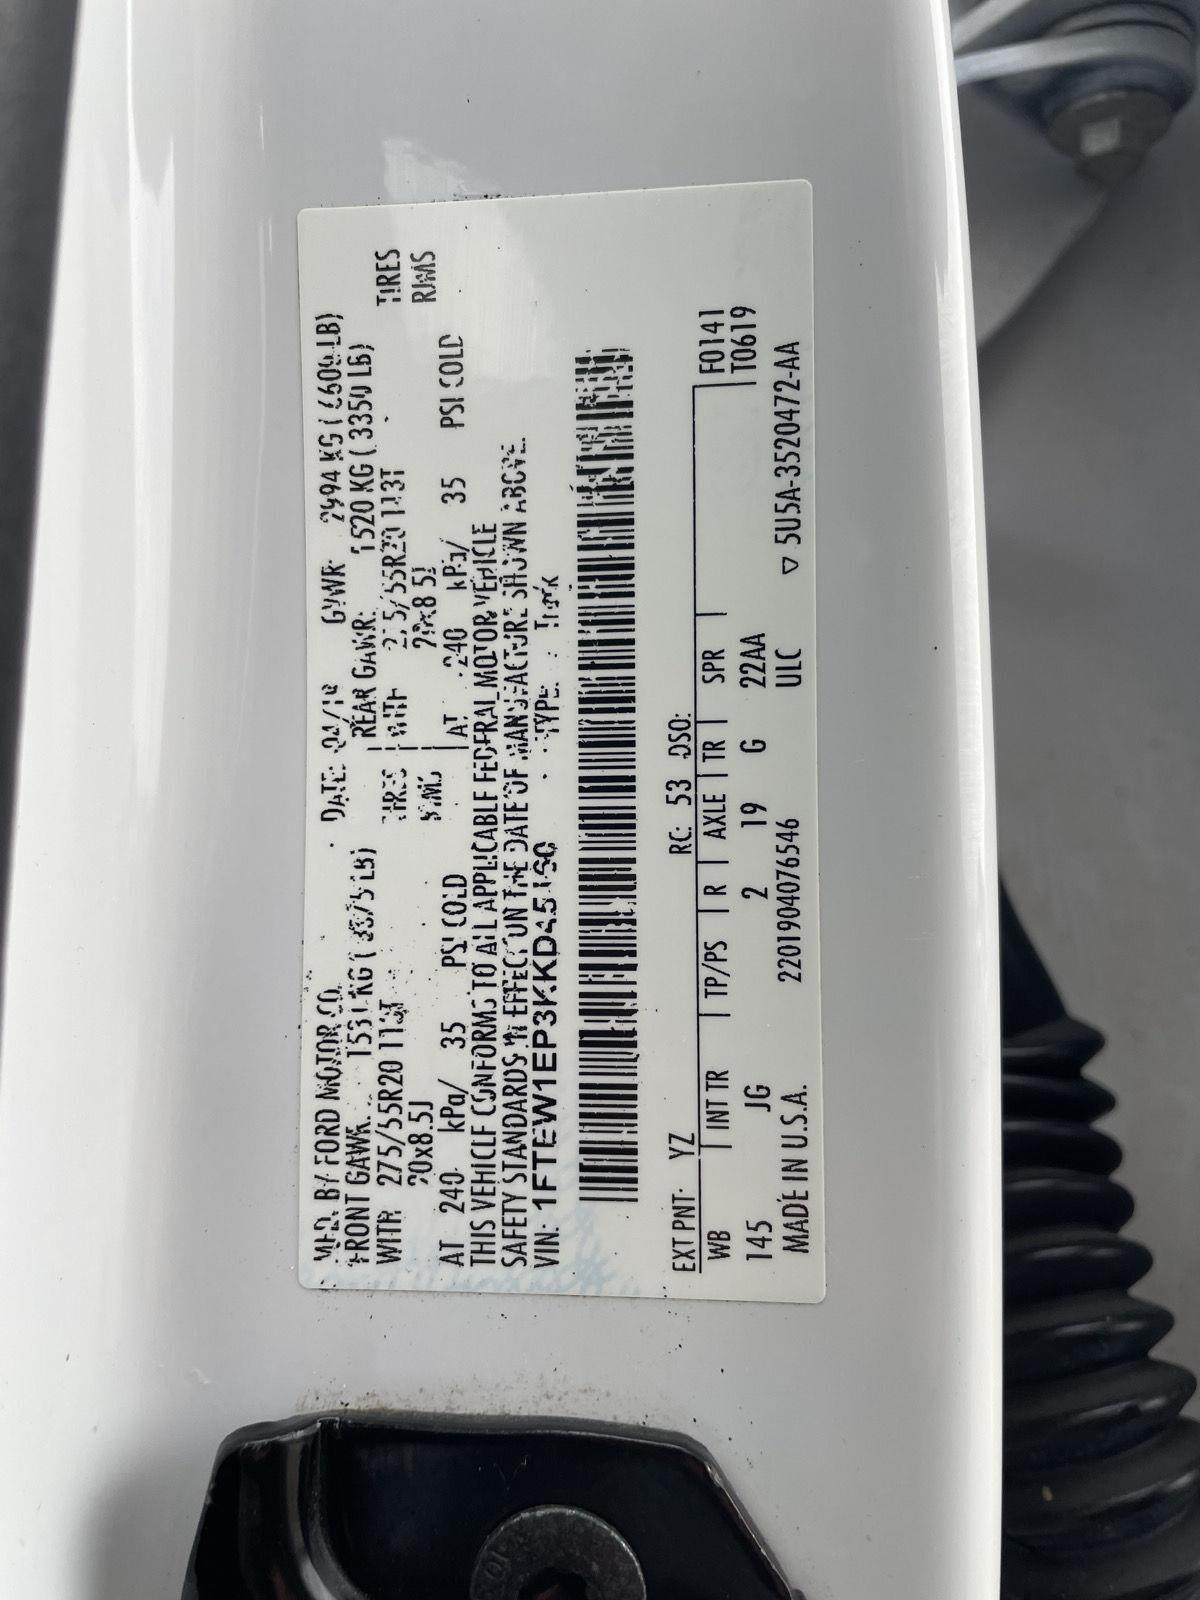 MFD. BY FORD MOTOR CO. DATE: 04/19 GVWR: 2994 KG ( 6600 LB)
FRONT GAWR: 1531 KG ( 3375 LB) REAR GAWR: 1520 KG ( 3350 LB)
WITH 275/55R20 113T TIRES WITH 275/55R20 113T TIRES
20x8.5J RIMS 20x8.5J RIMS
AT 240 kPa/ 35 PSI COLD AT 240 kPa/ 35 PSI COLD
THIS VEHICLE CONFORMS TO ALL APPLICABLE FEDERAL MOTOR VEHICLE
SAFETY STANDARDS IN EFFECT ON THE DATE OF MANUFACTURE SHOWN ABOVE.
VIN: TYPE: Truck
EXT PNT: YZ RC: 53 DSO:
WB INT TR TP/PS R AXLE TR SPR F0141
145 JG 2 19 G 22AA T0619
MADE IN U.S.A. 2201904076546 ULC ▽ 5U5A-3520472-AA